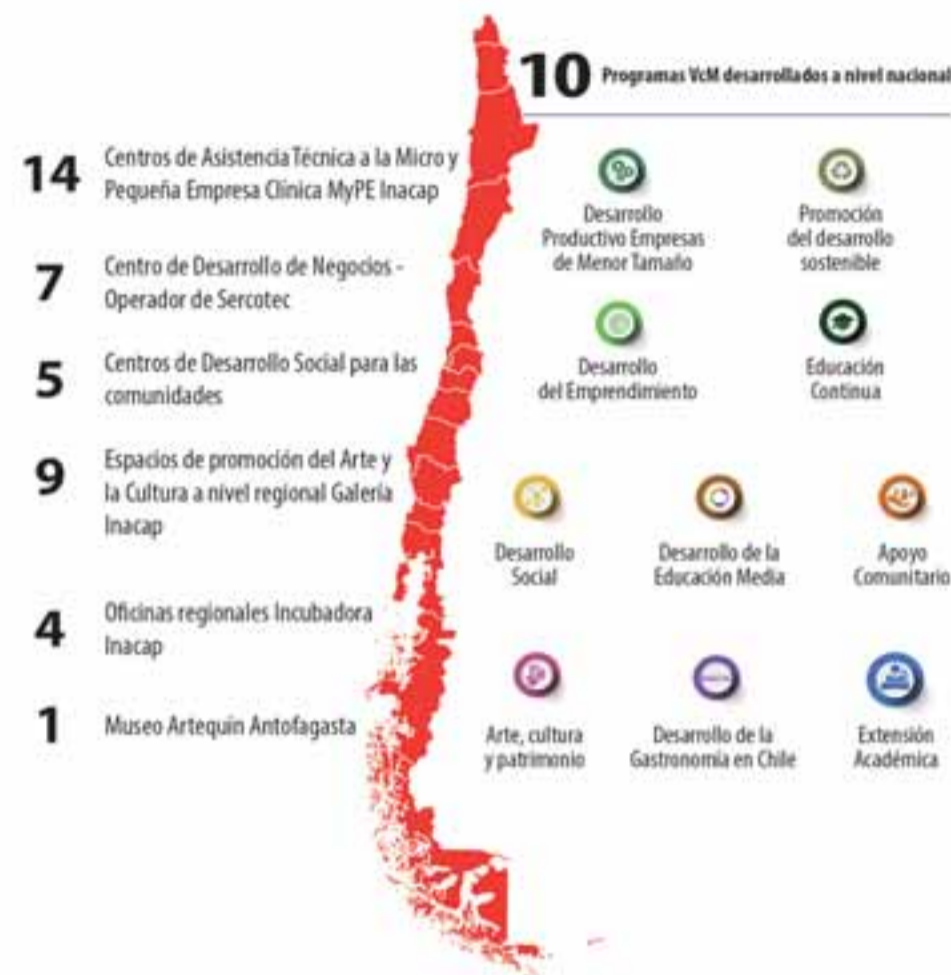 10 Programas VcM desarrollados a nivel nacional
14
Centros de Asistencia Técnica a la Micro y
Pequeña Empresa Clínica MyPE Inacap
7
Centro de Desarrollo de Negocios -
Operador de Sercotec
5
Centros de Desarrollo Social para las
comunidades
9
Espacios de promoción del Arte y
la Cultura a nivel regional Galería
Inacap
4
Oficinas regionales Incubadora
Inacap
1
Museo Artequin Antofagasta
Desarrollo
Productivo Empresas
de Menor Tamaño
Promoción
del desarrollo
sostenible
Desarrollo
del Emprendimiento
Educación
Continua
Desarrollo
Social
Desarrollo de la
Educación Media
Apoyo
Comunitario
Arte, cultura
y patrimonio
Desarrollo de la
Gastronomía en Chile
Extensión
Académica